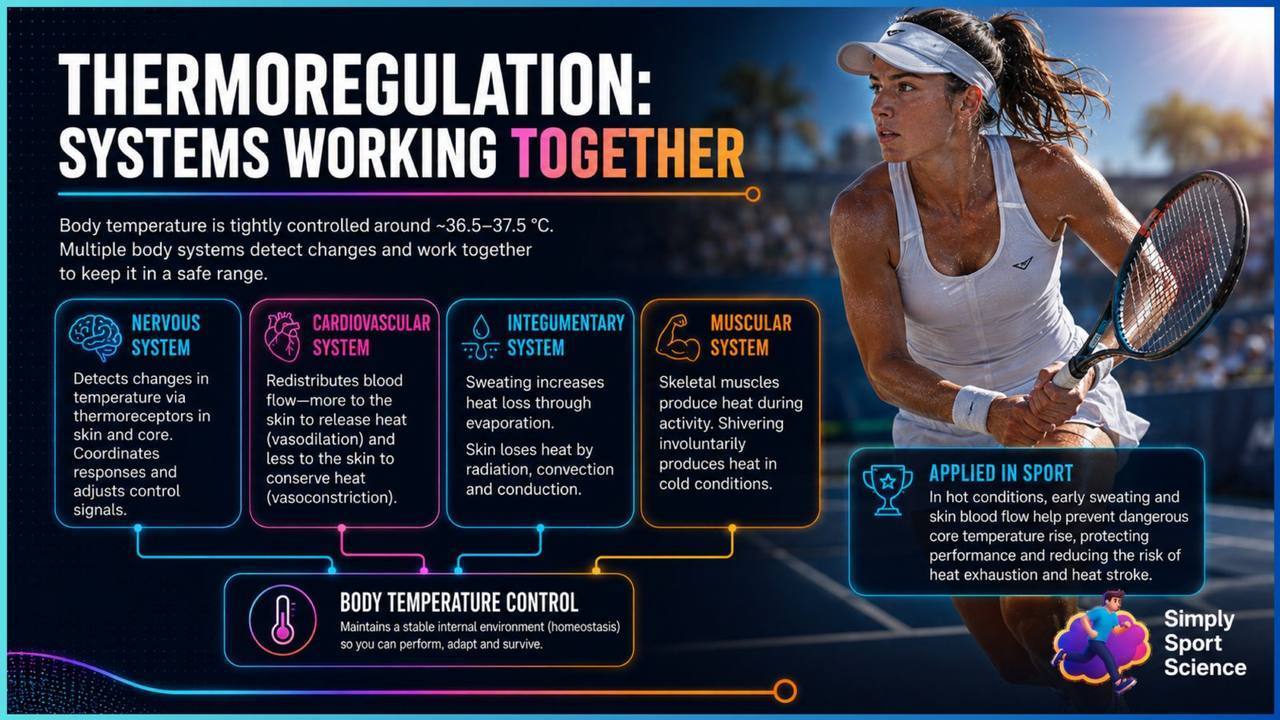 THERMOREGULATION:
SYSTEMS WORKING TOGETHER
Body temperature is tightly controlled around ~36.5–37.5 °C.
Multiple body systems detect changes and work together
to keep it in a safe range.
NERVOUS
SYSTEM
Detects changes in
temperature via
thermoreceptors in
skin and core.
Coordinates
responses and
adjusts control
signals.
CARDIOVASCULAR
SYSTEM
Redistributes blood
flow—more to the
skin to release heat
(vasodilation) and
less to the skin to
conserve heat
(vasoconstriction).
INTEGUMENTARY
SYSTEM
Sweating increases
heat loss through
evaporation.
Skin loses heat by
radiation, convection
and conduction.
MUSCULAR
SYSTEM
Skeletal muscles
produce heat during
activity. Shivering
involuntarily
produces heat in
cold conditions.
BODY TEMPERATURE CONTROL
Maintains a stable internal environment (homeostasis)
so you can perform, adapt and survive.
APPLIED IN SPORT
In hot conditions, early sweating and
skin blood flow help prevent dangerous
core temperature rise, protecting
performance and reducing the risk of
heat exhaustion and heat stroke.
Simply
Sport
Science